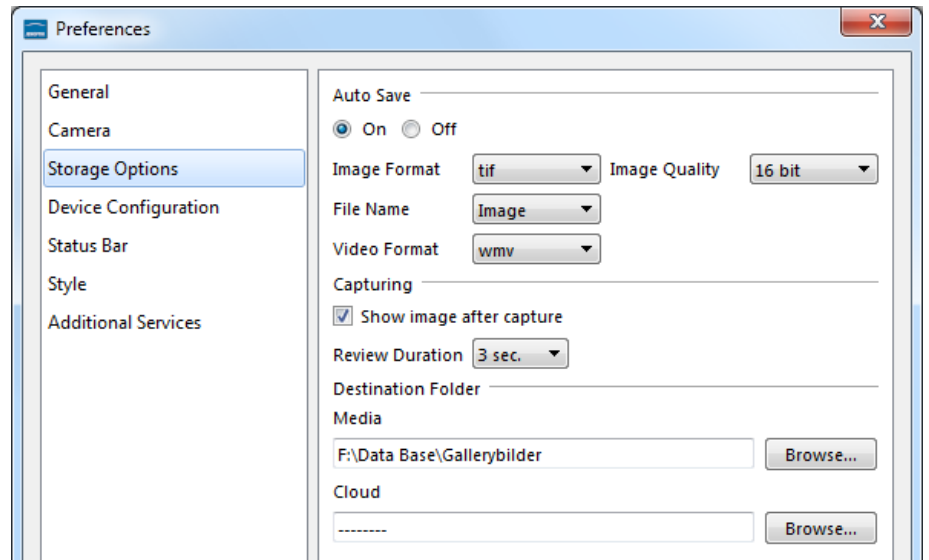 Preferences
General
Camera
Storage Options
Device Configuration
Status Bar
Style
Additional Services
Auto Save
On Off
Image Format tif Image Quality 16 bit
File Name Image
Video Format wmv
Capturing
Show image after capture
Review Duration 3 sec.
Destination Folder
Media
F:\Data Base\Gallerybilder Browse...
Cloud
-------- Browse...